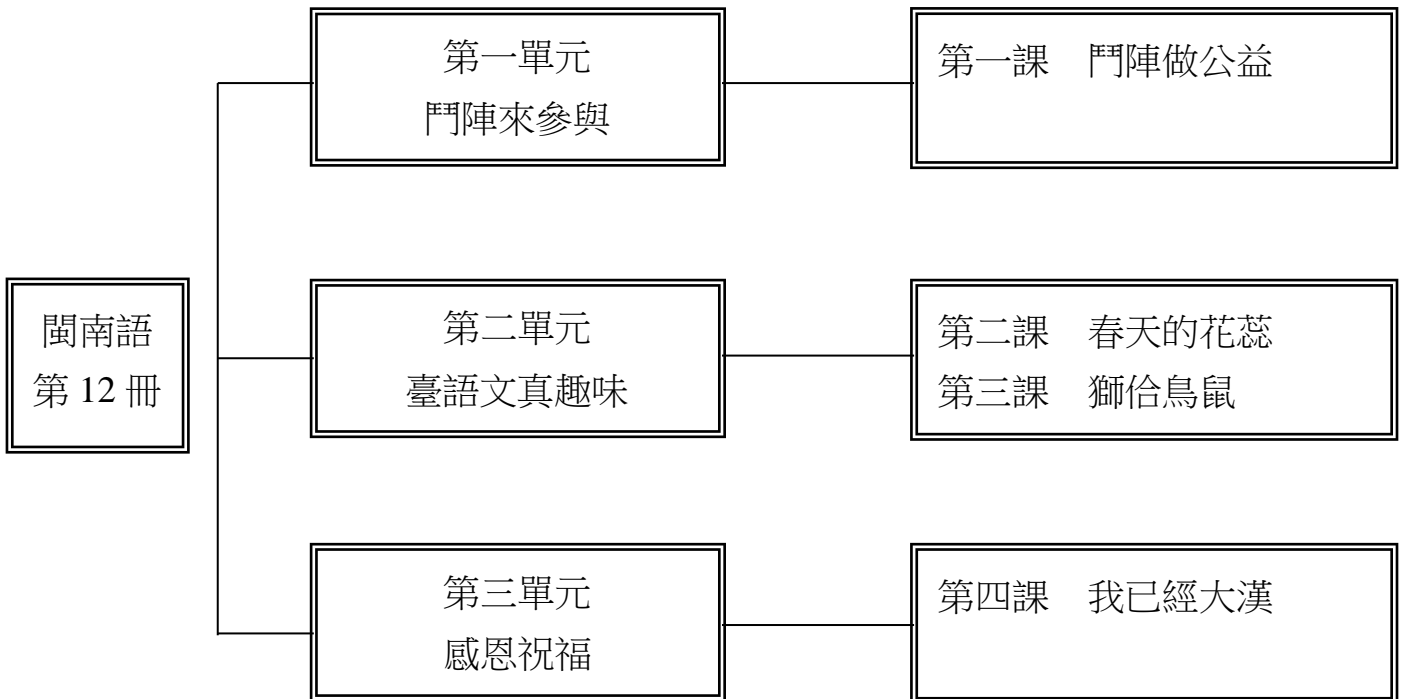 閩南語
第 12 冊
第一單元
鬥陣來參與
第一課　鬥陣做公益
第二單元
臺語文真趣味
第二課　春天的花蕊
第三課　獅佮鳥鼠
第三單元
感恩祝福
第四課　我已經大漢